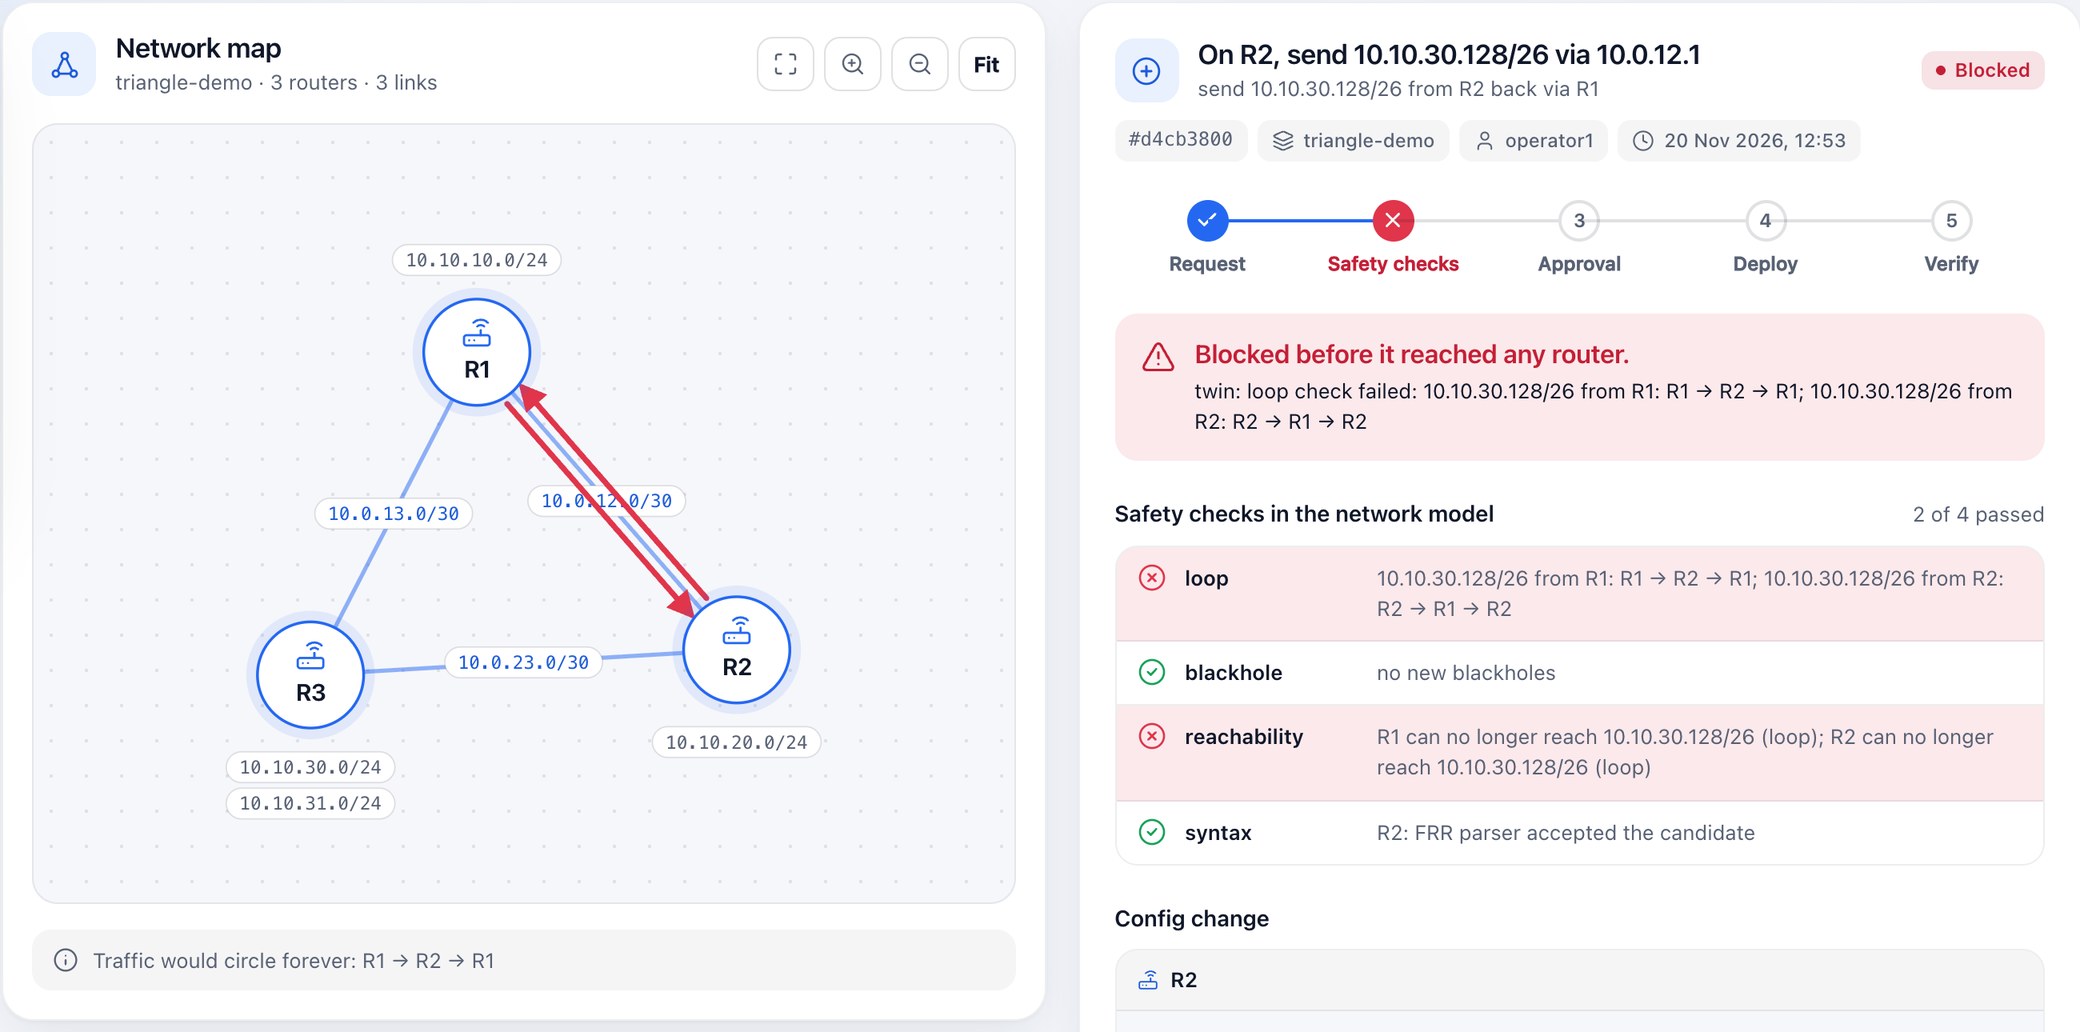 Network map
triangle-demo · 3 routers · 3 links
Fit
10.10.10.0/24
R1
10.0.13.0/30
10.0.12.0/30
10.0.23.0/30
R3
R2
10.10.20.0/24
10.10.30.0/24
10.10.31.0/24
Traffic would circle forever: R1 → R2 → R1
On R2, send 10.10.30.128/26 via 10.0.12.1
send 10.10.30.128/26 from R2 back via R1
Blocked
#d4cb3800
triangle-demo
operator1
20 Nov 2026, 12:53
3
4
5
Request
Safety checks
Approval
Deploy
Verify
Blocked before it reached any router.
twin: loop check failed: 10.10.30.128/26 from R1: R1 → R2 → R1; 10.10.30.128/26 from
R2: R2 → R1 → R2
Safety checks in the network model
2 of 4 passed
loop
10.10.30.128/26 from R1: R1 → R2 → R1; 10.10.30.128/26 from R2:
R2 → R1 → R2
blackhole
no new blackholes
reachability
R1 can no longer reach 10.10.30.128/26 (loop); R2 can no longer
reach 10.10.30.128/26 (loop)
syntax
R2: FRR parser accepted the candidate
Config change
R2